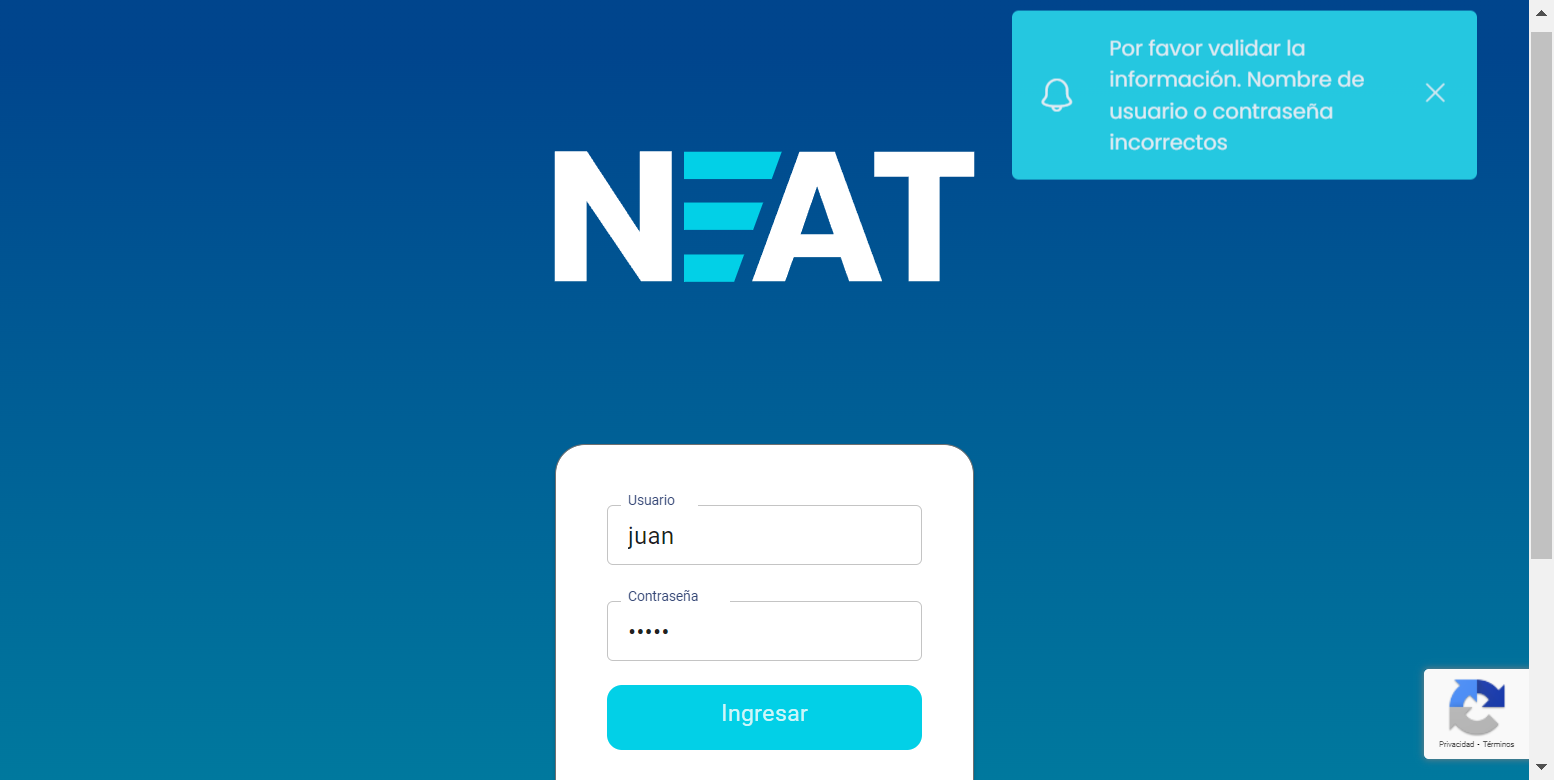 Por favor validar la
información. Nombre de
usuario o contraseña
incorrectos
NEAT
Usuario
juan
Contraseña
•••••
Ingresar
Privacidad - Términos